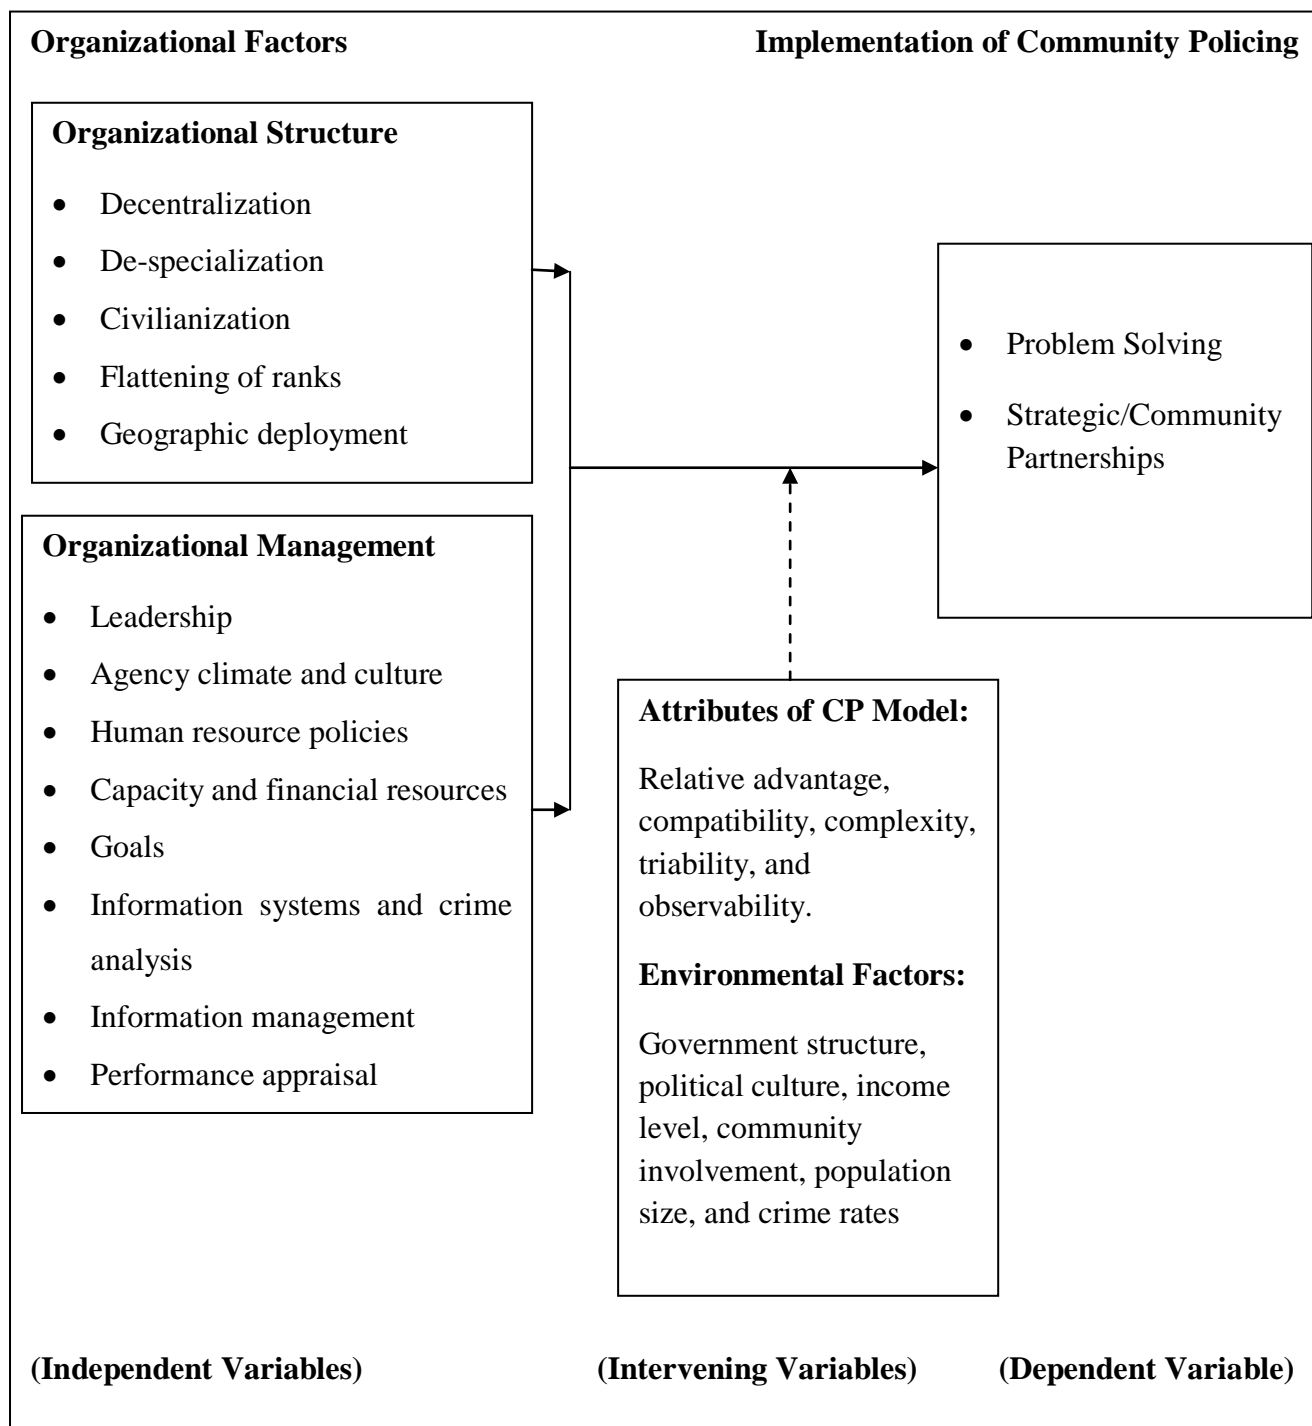 Organizational Factors
Implementation of Community Policing
Organizational Structure
• Decentralization
• De-specialization
• Civilianization
• Flattening of ranks
• Geographic deployment
Organizational Management
• Leadership
• Agency climate and culture
• Human resource policies
• Capacity and financial resources
• Goals
• Information systems and crime
analysis
• Information management
• Performance appraisal
• Problem Solving
• Strategic/Community
Partnerships
Attributes of CP Model:
Relative advantage,
compatibility, complexity,
triability, and
observability.
Environmental Factors:
Government structure,
political culture, income
level, community
involvement, population
size, and crime rates
(Independent Variables)
(Intervening Variables)
(Dependent Variable)